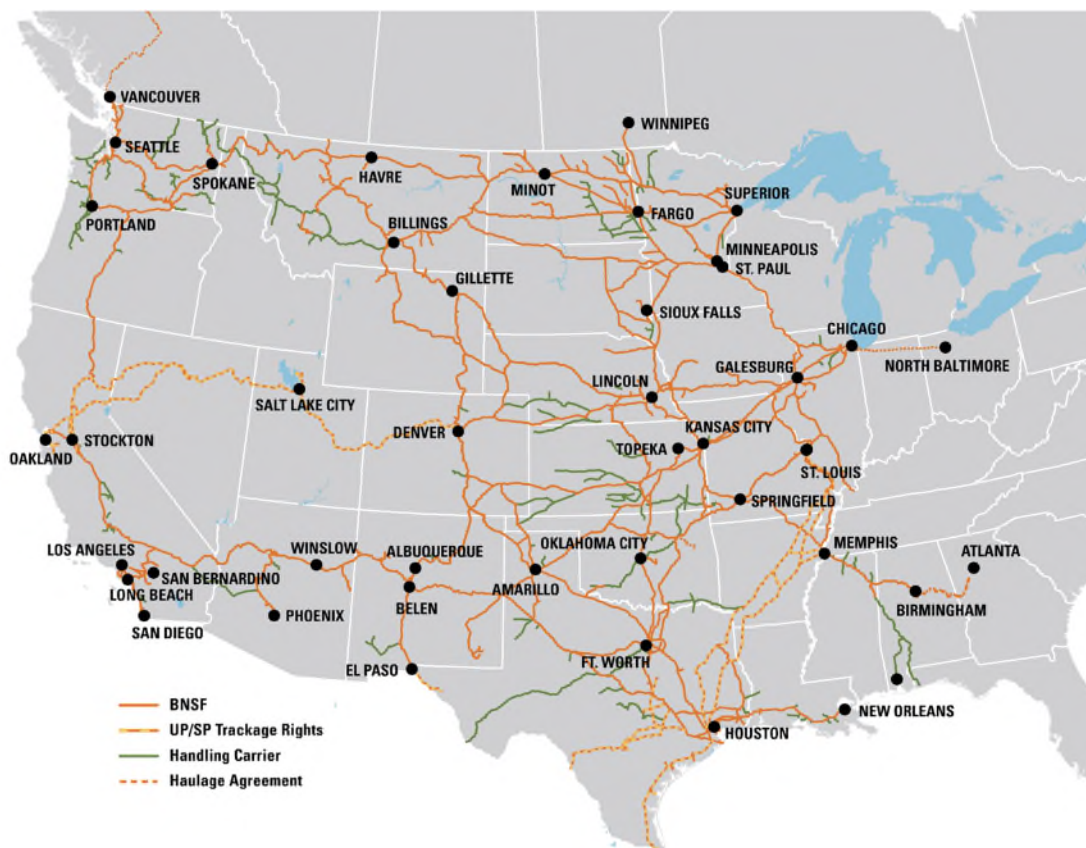 VANCOUVER
WINNIPEG
SEATTLE
SPOKANE
HAVRE
MINOT
SUPERIOR
PORTLAND
FARGO
BILLINGS
MINNEAPOLIS
ST. PAUL
GILLETTE
SIOUX FALLS
CHICAGO
NORTH BALTIMORE
GALESBURG
LINCOLN
SALT LAKE CITY
DENVER
KANSAS CITY
STOCKTON
OAKLAND
TOPEKA
ST. LOUIS
SPRINGFIELD
OKLAHOMA CITY
LOS ANGELES
WINSLOW
ALBUQUERQUE
MEMPHIS
ATLANTA
SAN BERNARDINO
LONG BEACH
AMARILLO
BELEN
BIRMINGHAM
PHOENIX
SAN DIEGO
FT. WORTH
EL PASO
NEW ORLEANS
HOUSTON
BNSF
UP/SP Trackage Rights
Handling Carrier
Haulage Agreement